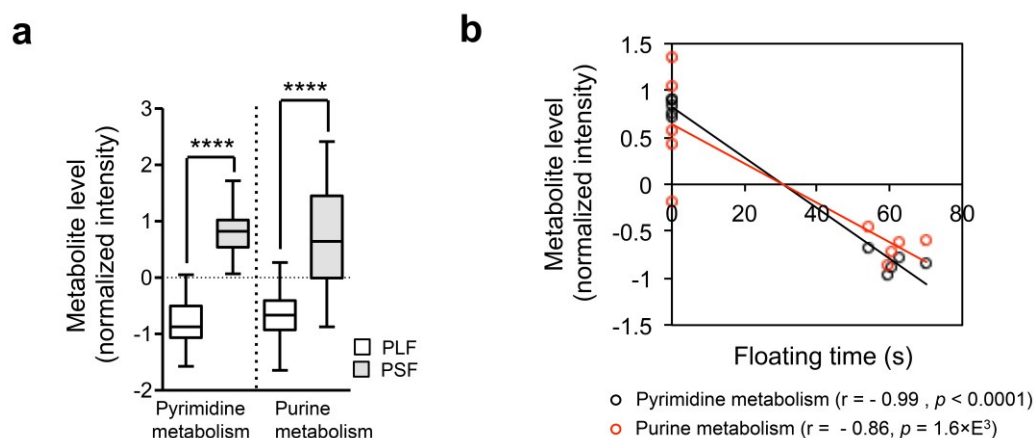 a
Metabolite level
(normalized intensity)
3
2
1
0
-1
-2
****
****
PLF
PSF
Pyrimidine
metabolism
Purine
metabolism
b
Metabolite level
(normalized intensity)
1.5
1
0.5
0
-0.5
-1
-1.5
0
20
40
60
80
Floating time (s)
Pyrimidine metabolism (r = - 0.99 , p < 0.0001)
Purine metabolism (r = - 0.86, p = 1.6×E³)